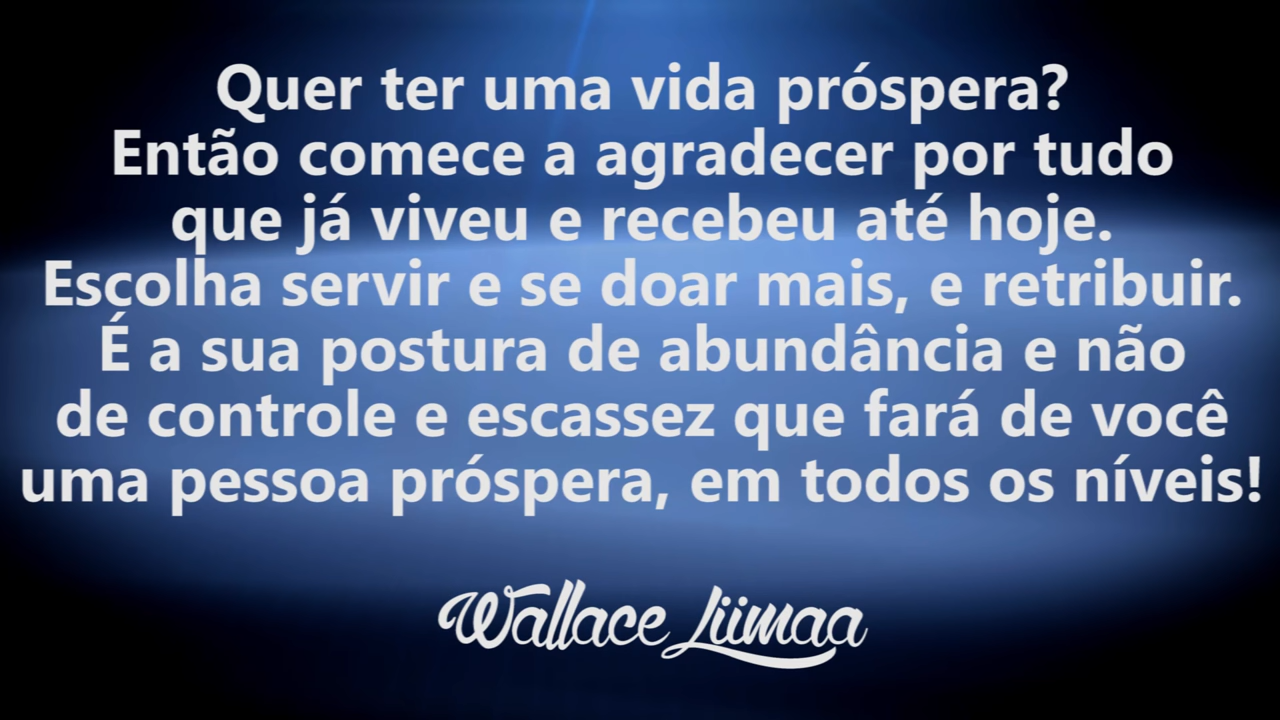 Quer ter uma vida próspera?
Então comece a agradecer por tudo
que já viveu e recebeu até hoje.
Escolha servir e se doar mais, e retribuir.
É a sua postura de abundância e não
de controle e escassez que fará de você
uma pessoa próspera, em todos os níveis!
Wallace Liimaa